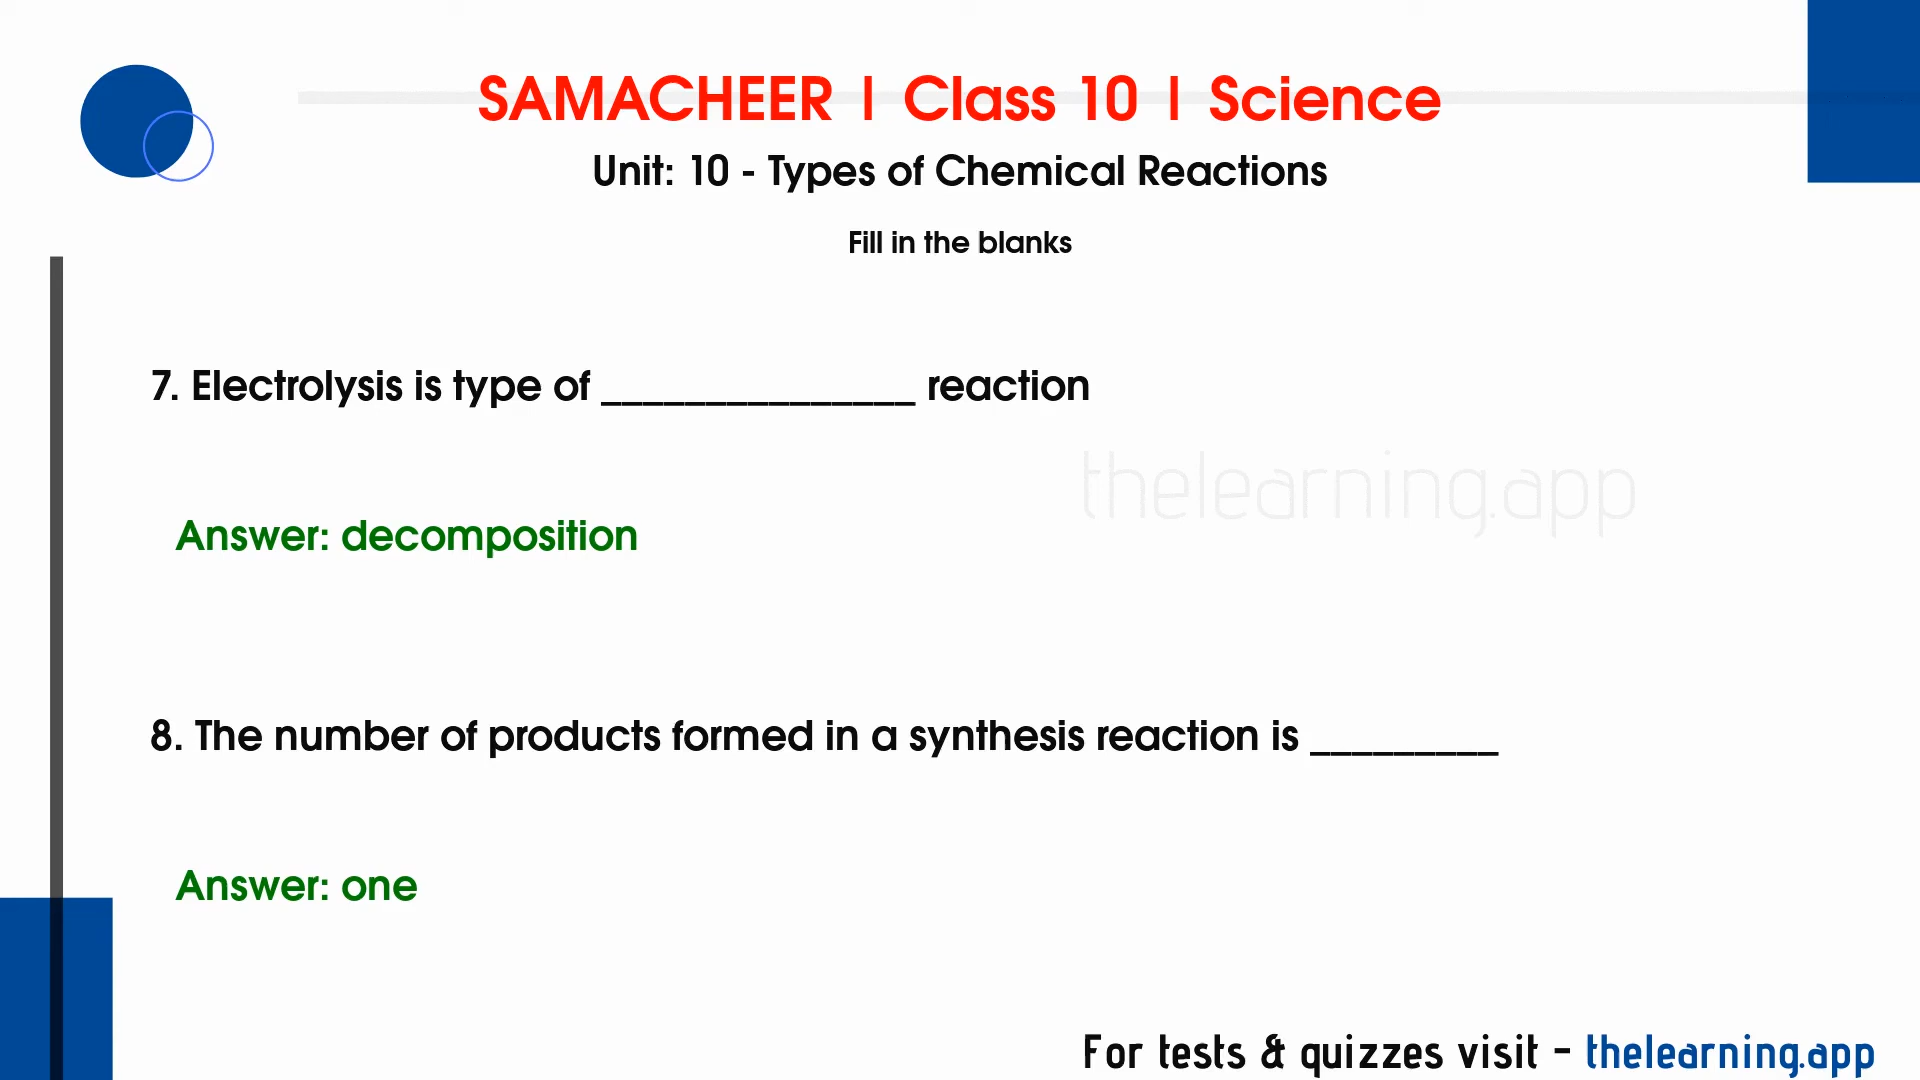 SAMACHEER | Class 10 | Science
Unit: 10 - Types of Chemical Reactions
Fill in the blanks
7. Electrolysis is type of _______________ reaction
thelearning.app
Answer: decomposition
8. The number of products formed in a synthesis reaction is _________
Answer: one
For tests & quizzes visit - thelearning.app